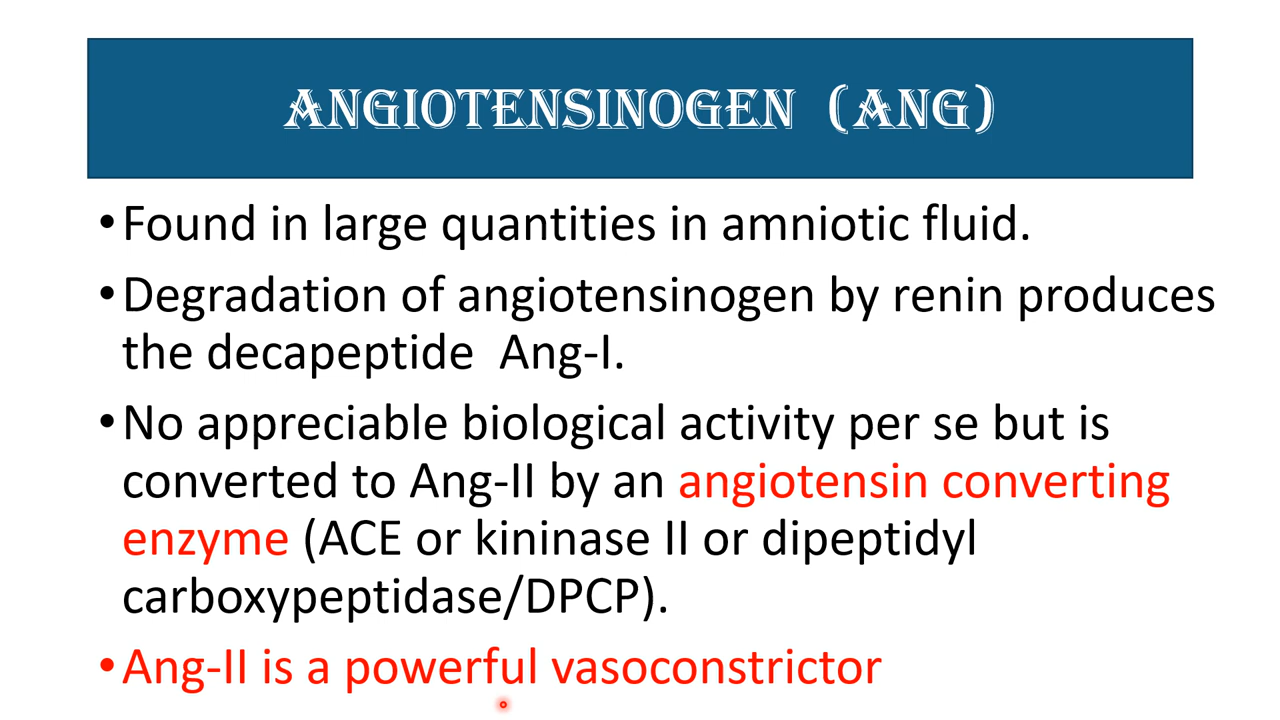 ANGIOTENSINOGEN (ANG)
•Found in large quantities in amniotic fluid.
•Degradation of angiotensinogen by renin produces
the decapeptide Ang-I.
•No appreciable biological activity per se but is
converted to Ang-II by an angiotensin converting
enzyme (ACE or kininase II or dipeptidyl
carboxypeptidase/DPCP).
•Ang-II is a powerful vasoconstrictor